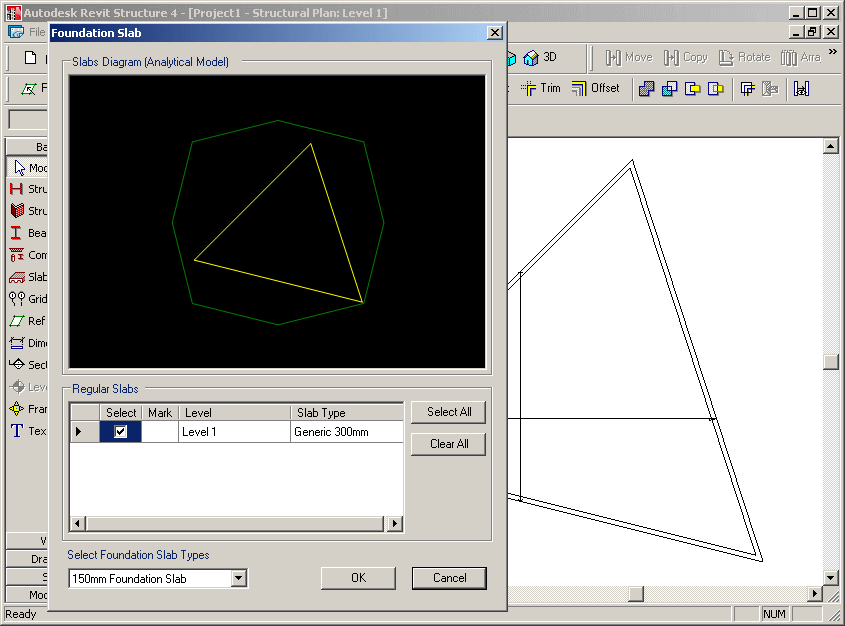 Autodesk Revit Structure 4 - [Project1 - Structural Plan: Level 1]
File
Foundation Slab
3D
Move
Copy
Rotate
Arra
Trim
Offset
Slabs Diagram (Analytical Model)
Ba
Mod
Stru
Stru
Bea
Con
Slab
Grid
Ref
Dime
Sect
Leve
Fran
Tex
V
Dra
S
Mod
Regular Slabs
Select
Mark
Level
Slab Type
Level 1
Generic 300mm
Select All
Clear All
Select Foundation Slab Types
150mm Foundation Slab
OK
Cancel
Ready
NUM